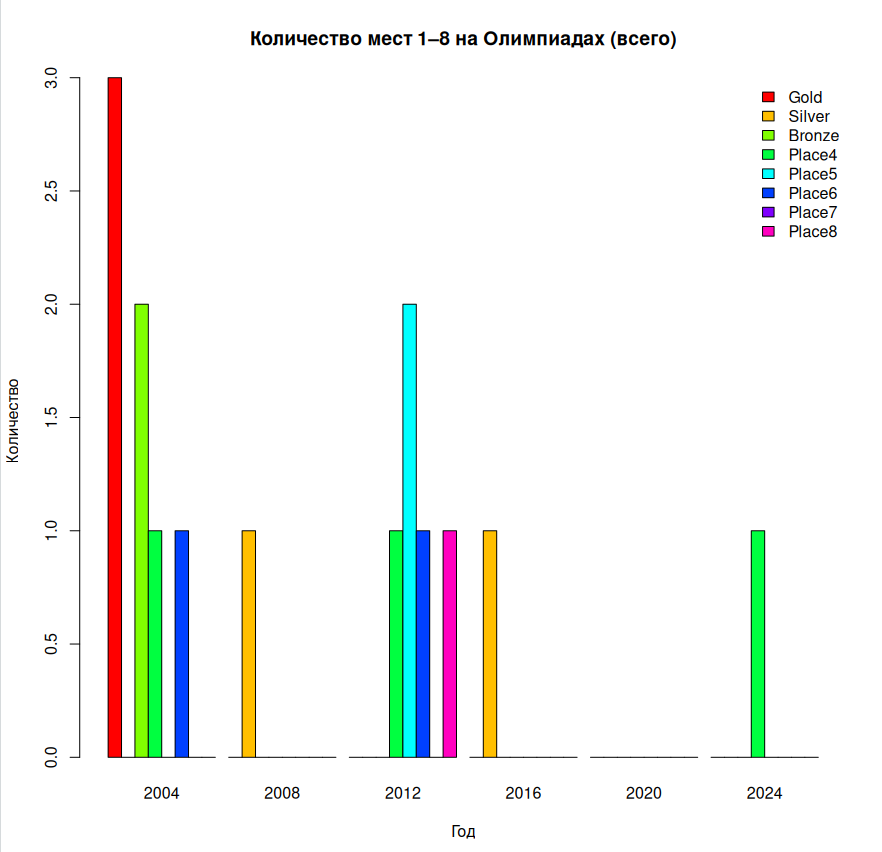 Количество мест 1–8 на Олимпиадах (всего)
3.0
2.5
2.0
1.5
1.0
0.5
0.0
Количество
Gold
Silver
Bronze
Place4
Place5
Place6
Place7
Place8
2004 2008 2012 2016 2020 2024
Год